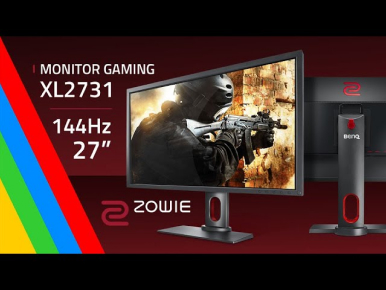 MONITOR GAMING
XL2731
144Hz
27”
ZOWIE
BenQ